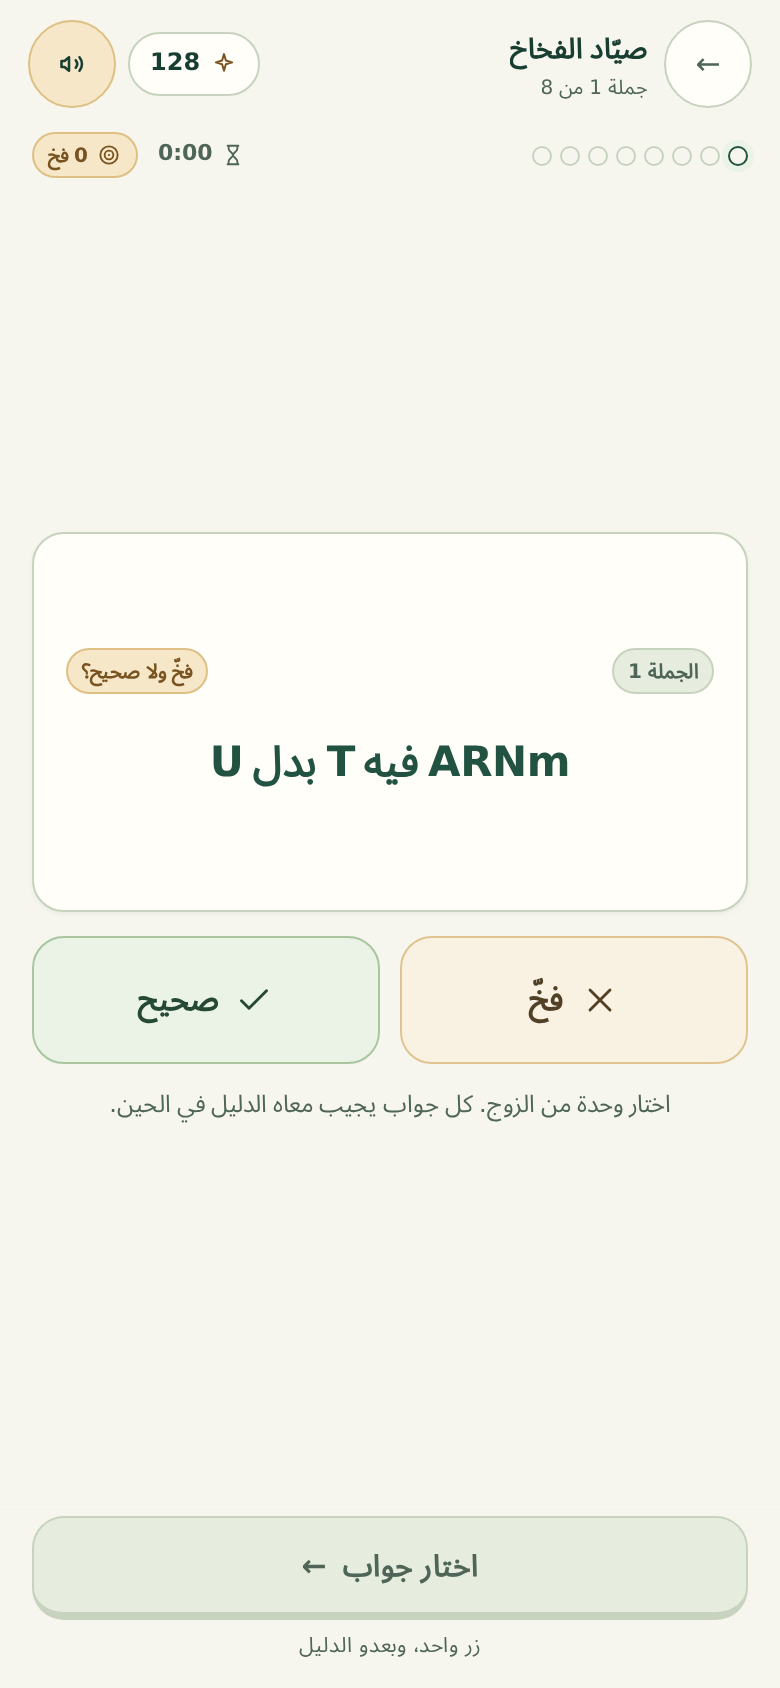 صيّاد الفخاخ
جملة 1 من 8
128
0:00
0 فخ
الجملة 1
فخّ ولا صحيح؟
ARNm فيه T بدل U
فخّ
صحيح
اختار وحدة من الزوج. كل جواب يجيب معاه الدليل في الحين.
اختار جواب ←
زر واحد، وبعدو الدليل